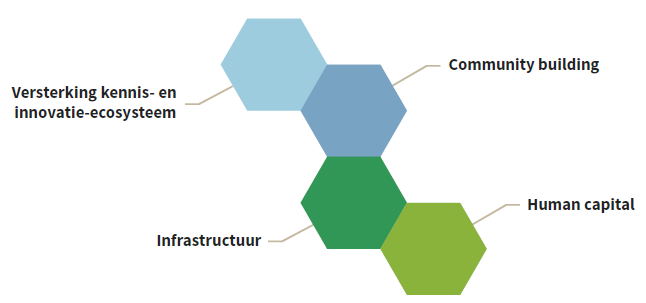 Community building
Versterking kennis- en
innovatie-ecosysteem
Human capital
Infrastructuur